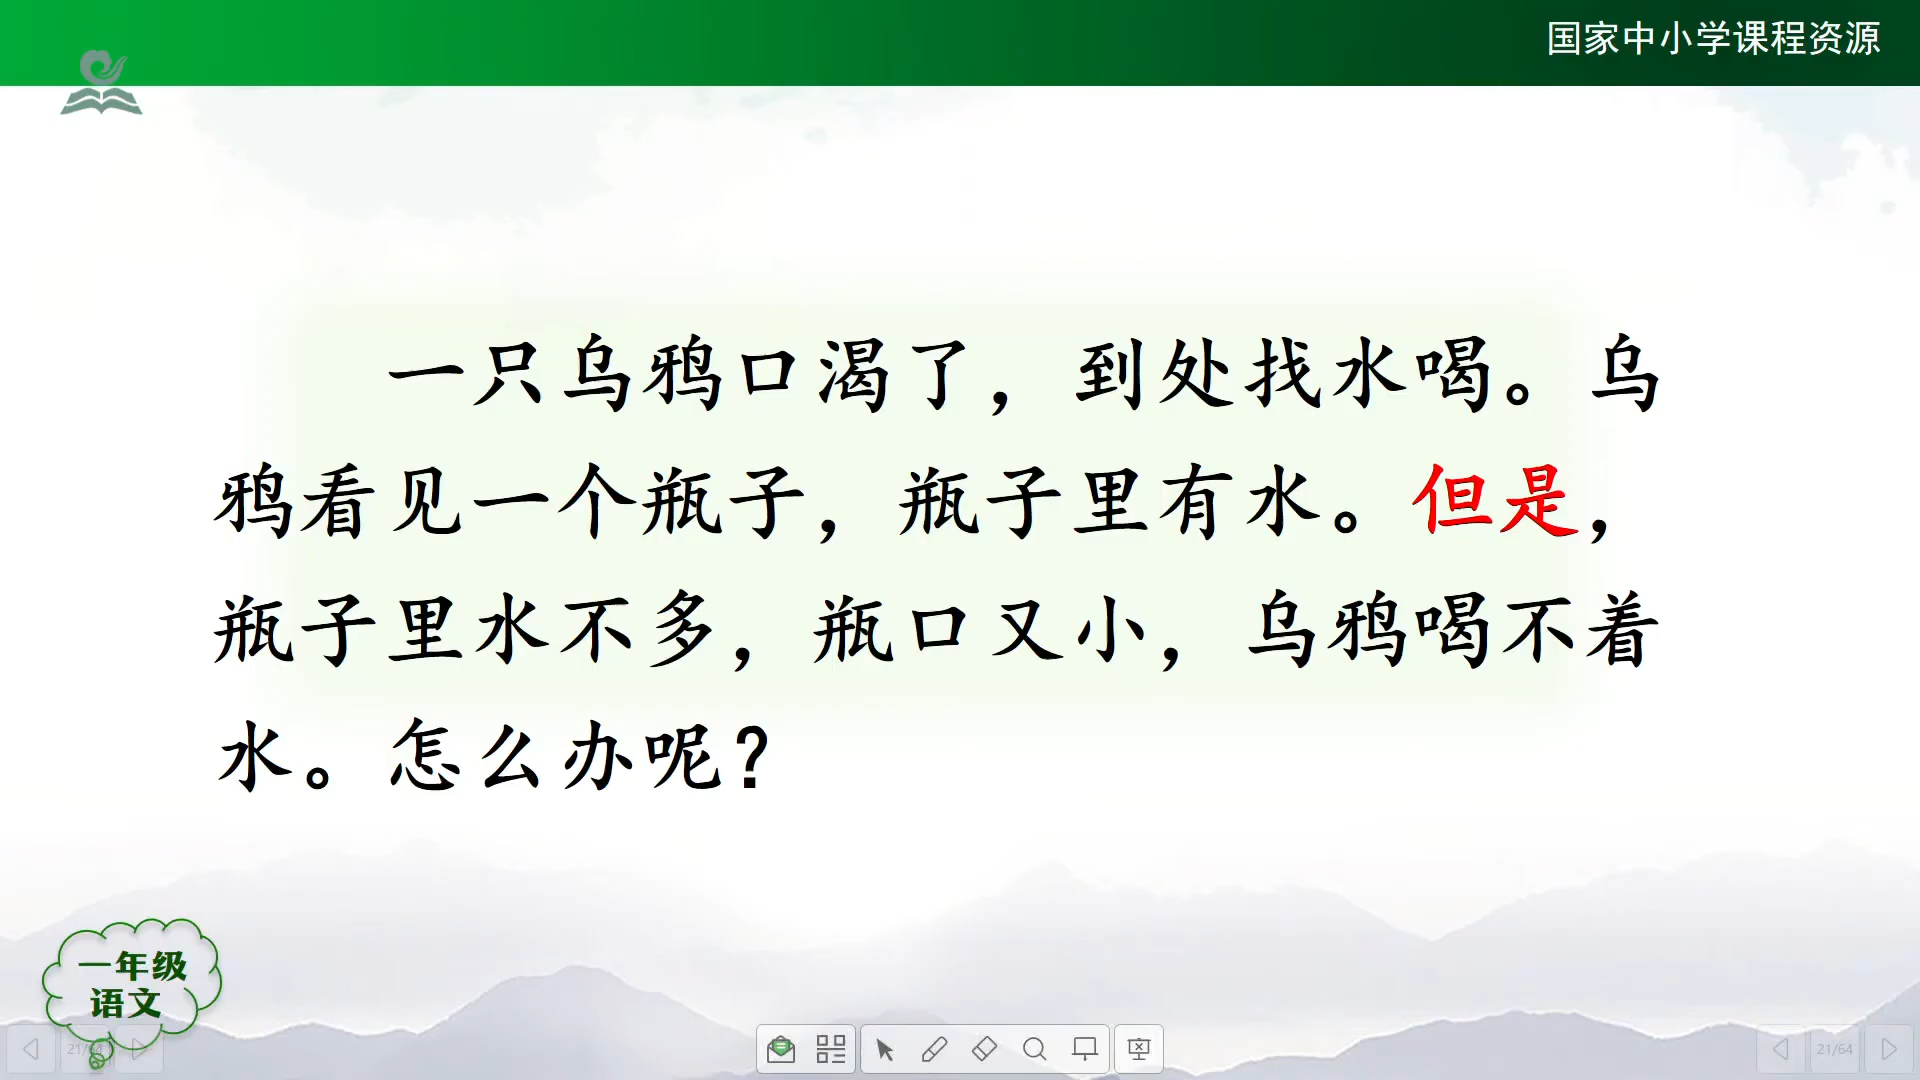 国家中小学课程资源
一只乌鸦口渴了，到处找水喝。乌
鸦看见一个瓶子，瓶子里有水。但是，
瓶子里水不多，瓶口又小，乌鸦喝不着
水。怎么办呢？
一年级
语文
21/64
21/64